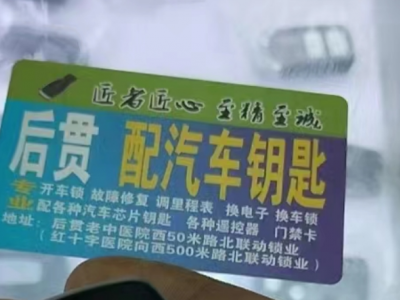 匠者匠心 至精至诚
后贯 配汽车钥匙
专业
开车锁 故障修复 调里程表 换电子 换车锁
配各种汽车芯片钥匙 各种遥控器 门禁卡
地址：后贯老中医院西50米路北联动锁业
（红十字医院向西500米路北联动锁业）